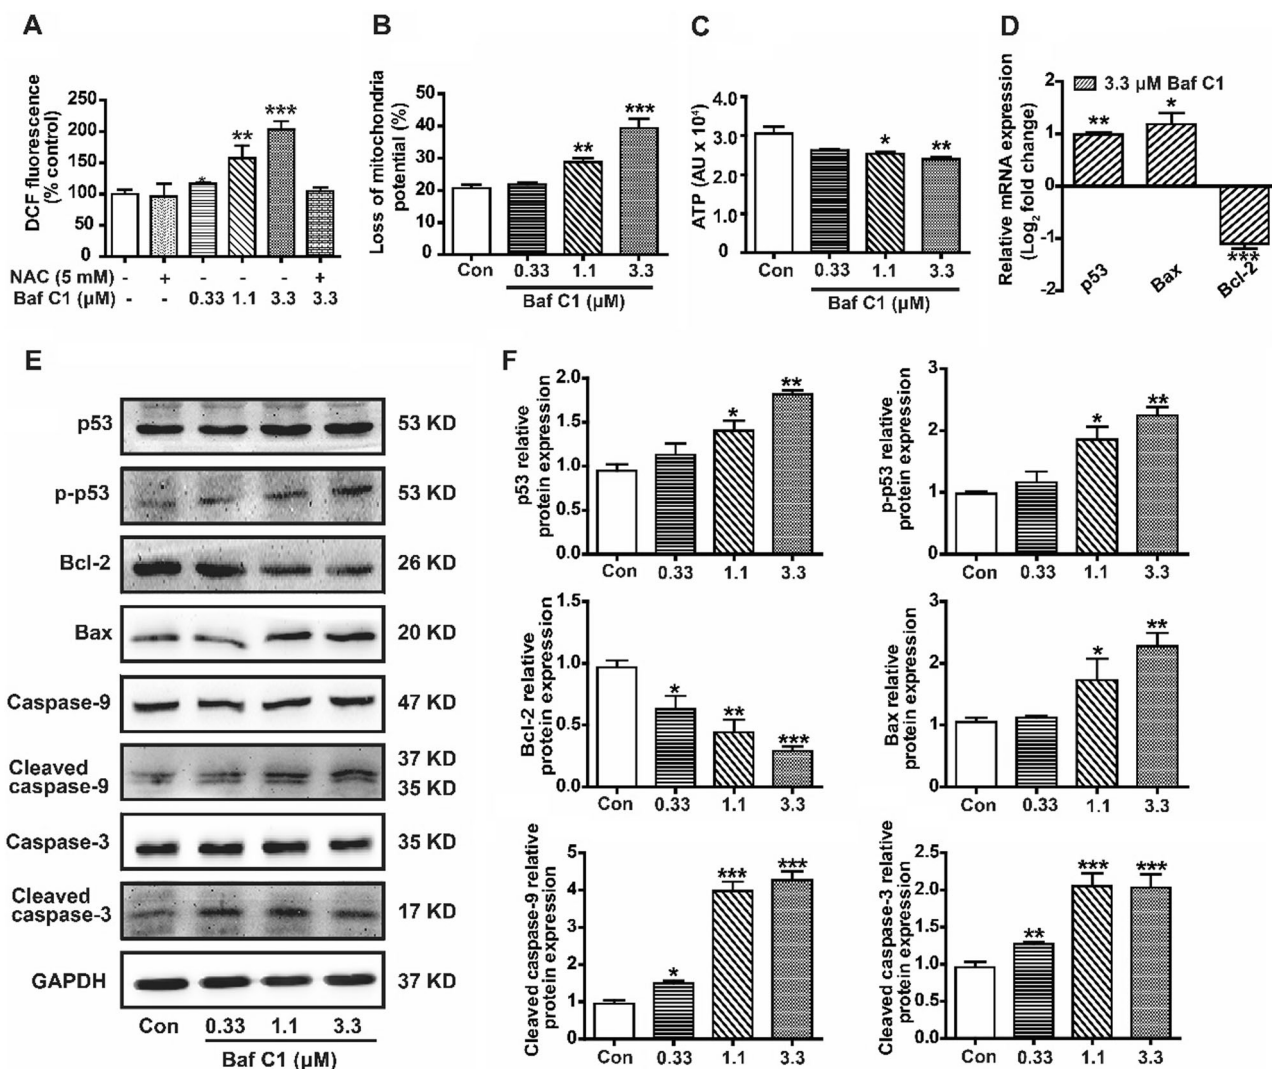 A
DCF fluorescence
(% control)
250
200
150
100
50
0
*
**
***
NAC (5 mM) - + - - - +
Baf C1 (µM) - - 0.33 1.1 3.3 3.3
B
Loss of mitochondria
potential (%)
50
40
30
20
10
0
**
***
Con 0.33 1.1 3.3
Baf C1 (µM)
C
ATP (AU x 10⁴)
4.0
3.0
2.0
1.0
0
*
**
Con 0.33 1.1 3.3
Baf C1 (µM)
D
Relative mRNA expression
(Log₂ fold change)
2
1
0
-1
-2
3.3 µM Baf C1
**
*
***
p53 Bax Bcl-2
E
p53 53 KD
p-p53 53 KD
Bcl-2 26 KD
Bax 20 KD
Caspase-9 47 KD
Cleaved 37 KD
caspase-9 35 KD
Caspase-3 35 KD
Cleaved
caspase-3 17 KD
GAPDH 37 KD
Con 0.33 1.1 3.3
Baf C1 (µM)
F
p53 relative
protein expression
2.0
1.5
1.0
0.5
0.0
*
**
Con 0.33 1.1 3.3
p-p53 relative
protein expression
3
2
1
0
*
**
Con 0.33 1.1 3.3
Bcl-2 relative
protein expression
1.5
1.0
0.5
0.0
*
**
***
Con 0.33 1.1 3.3
Bax relative
protein expression
3
2
1
0
*
**
Con 0.33 1.1 3.3
Cleaved caspase-9 relative
protein expression
5
4
3
2
1
0
*
***
***
Con 0.33 1.1 3.3
Cleaved caspase-3 relative
protein expression
2.5
2.0
1.5
1.0
0.5
0.0
**
***
***
Con 0.33 1.1 3.3